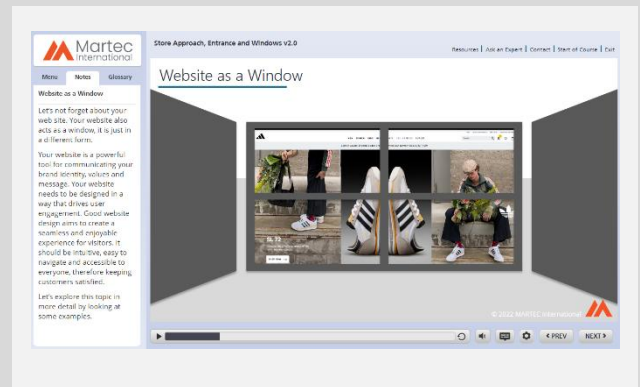 Martec
International
Store Approach, Entrance and Windows v2.0
Resources | Ask an Expert | Contact | Start of Course | Exit
Menu
Notes
Glossary
Website as a Window
Website as a Window
Let's not forget about your
web site. Your website also
acts as a window, it is just in
a different form.
Your website is a powerful
tool for communicating your
brand identity, values and
message. Your website
needs to be designed in a
way that drives user
engagement. Good website
design aims to create a
seamless and enjoyable
experience for visitors. It
should be intuitive, easy to
navigate and accessible to
everyone, therefore keeping
customers satisfied.
Let's explore this topic in
more detail by looking at
some examples.
SL 72
© 2022 MARTEC International
< PREV
NEXT >